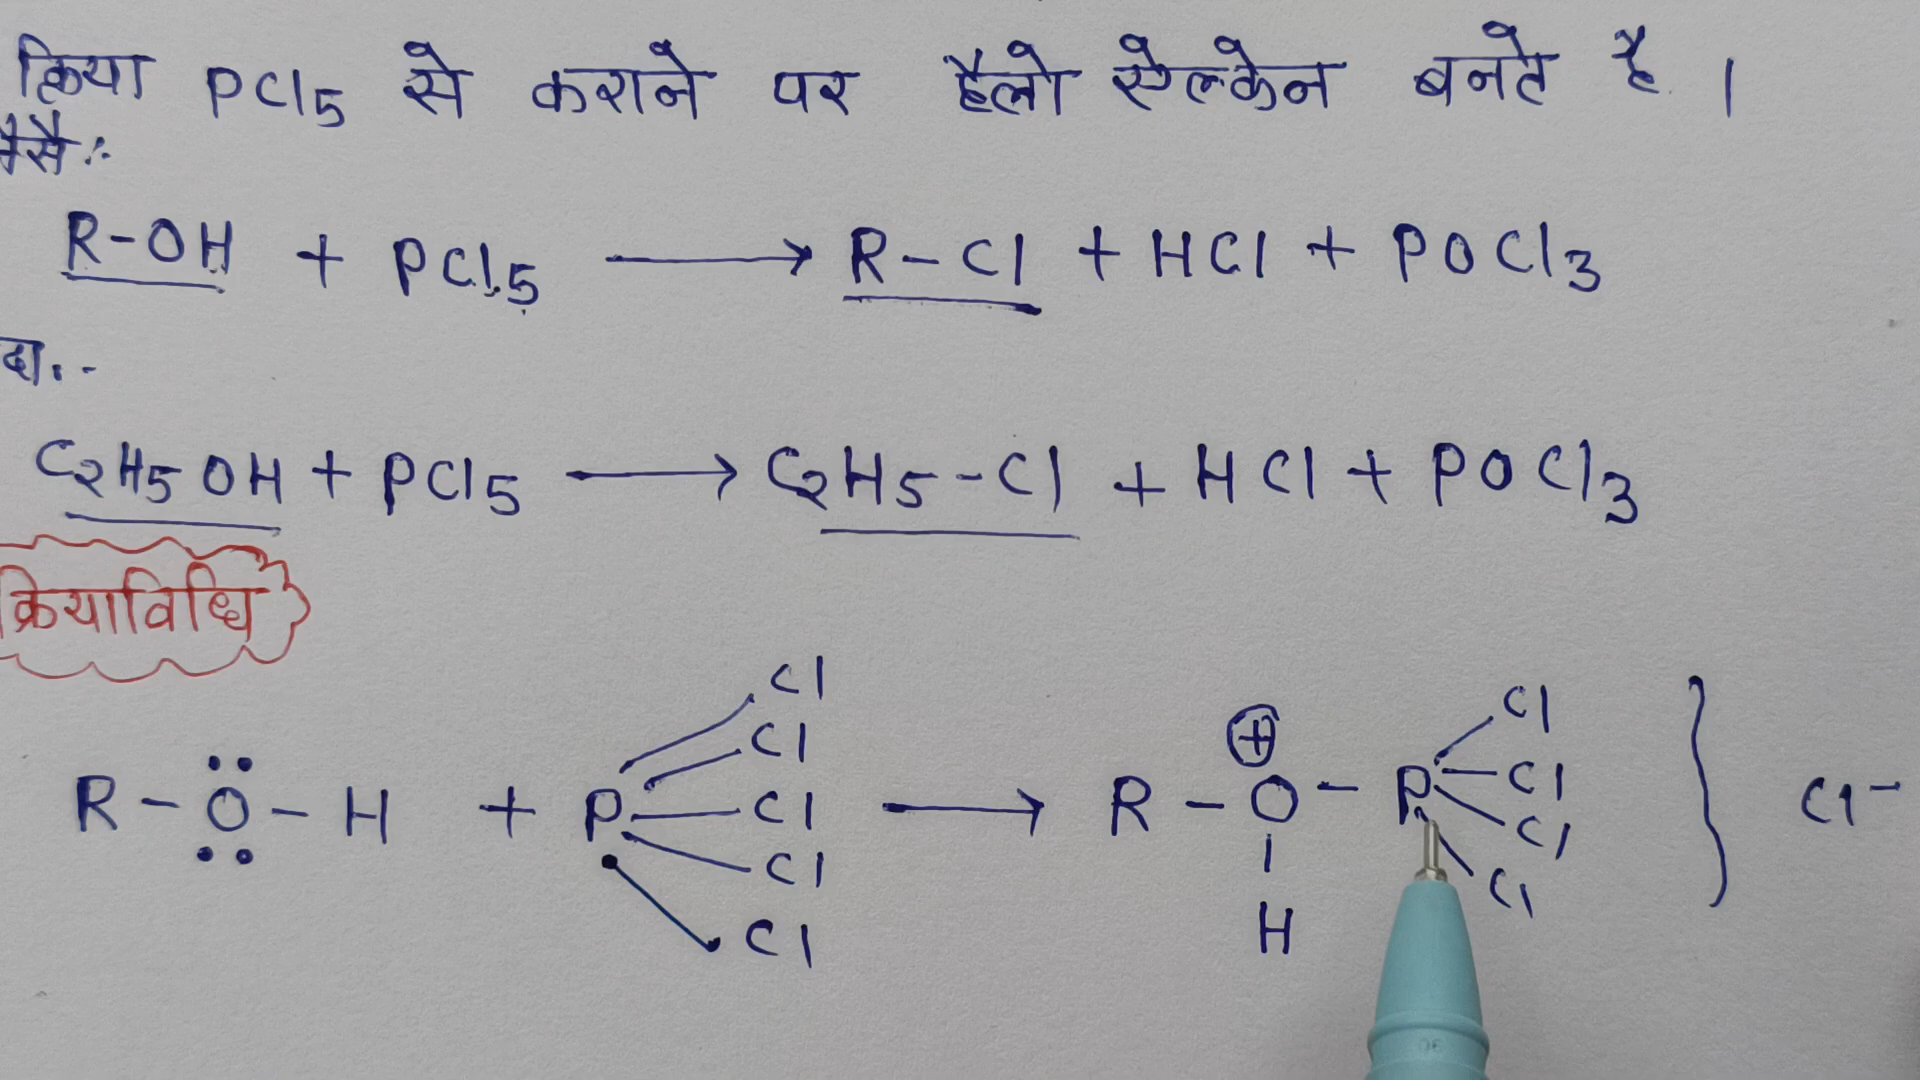 क्रिया PCl5 से कराने पर हैलो ऐल्केन बनते है ।
जैसे :-
R-OH + PCl5 ⟶ R-Cl + HCl + POCl3
C2H5OH + PCl5 ⟶ C2H5-Cl + HCl + POCl3
क्रियाविधि
Cl
Cl
Cl
Cl
⊕
R - O - H + P Cl ⟶ R - O - P Cl } Cl-
Cl
Cl
Cl
Cl
H